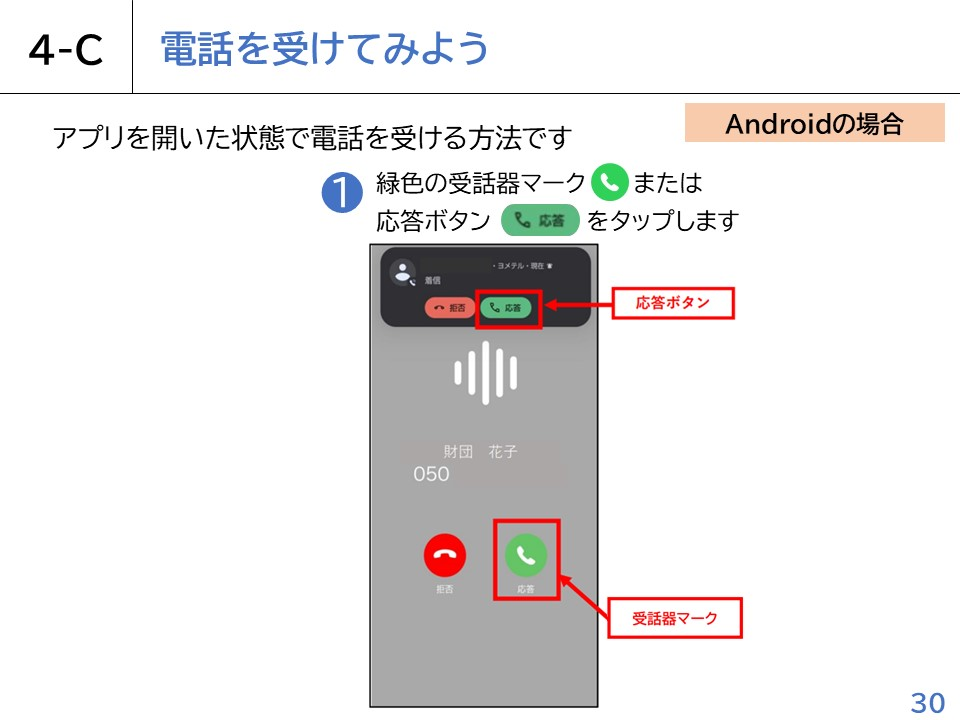 4-C
電話を受けてみよう
Androidの場合
アプリを開いた状態で電話を受ける方法です
1
緑色の受話器マーク または
応答ボタン 応答 をタップします
・ヨメテル・現在
着信
拒否 応答
応答ボタン
財団 花子
050
拒否 応答
受話器マーク
30